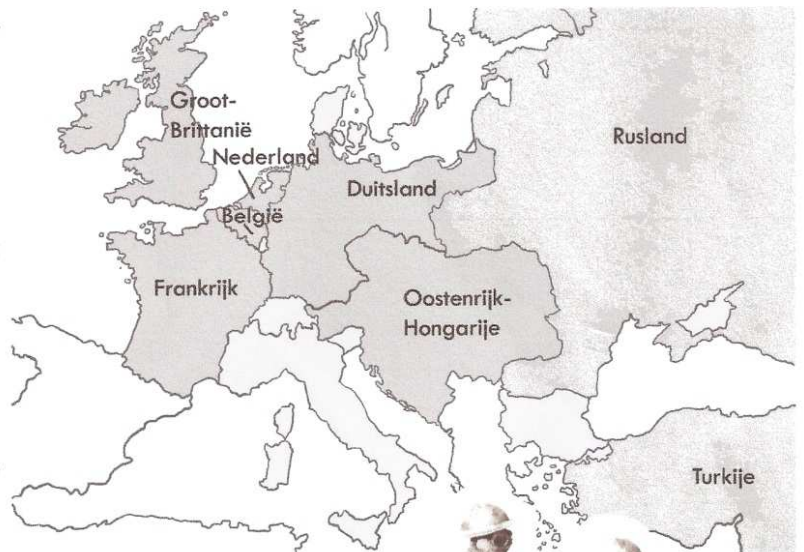 Groot-
Brittanië
Nederland
België
Duitsland
Rusland
Frankrijk
Oostenrijk-
Hongarije
Turkije